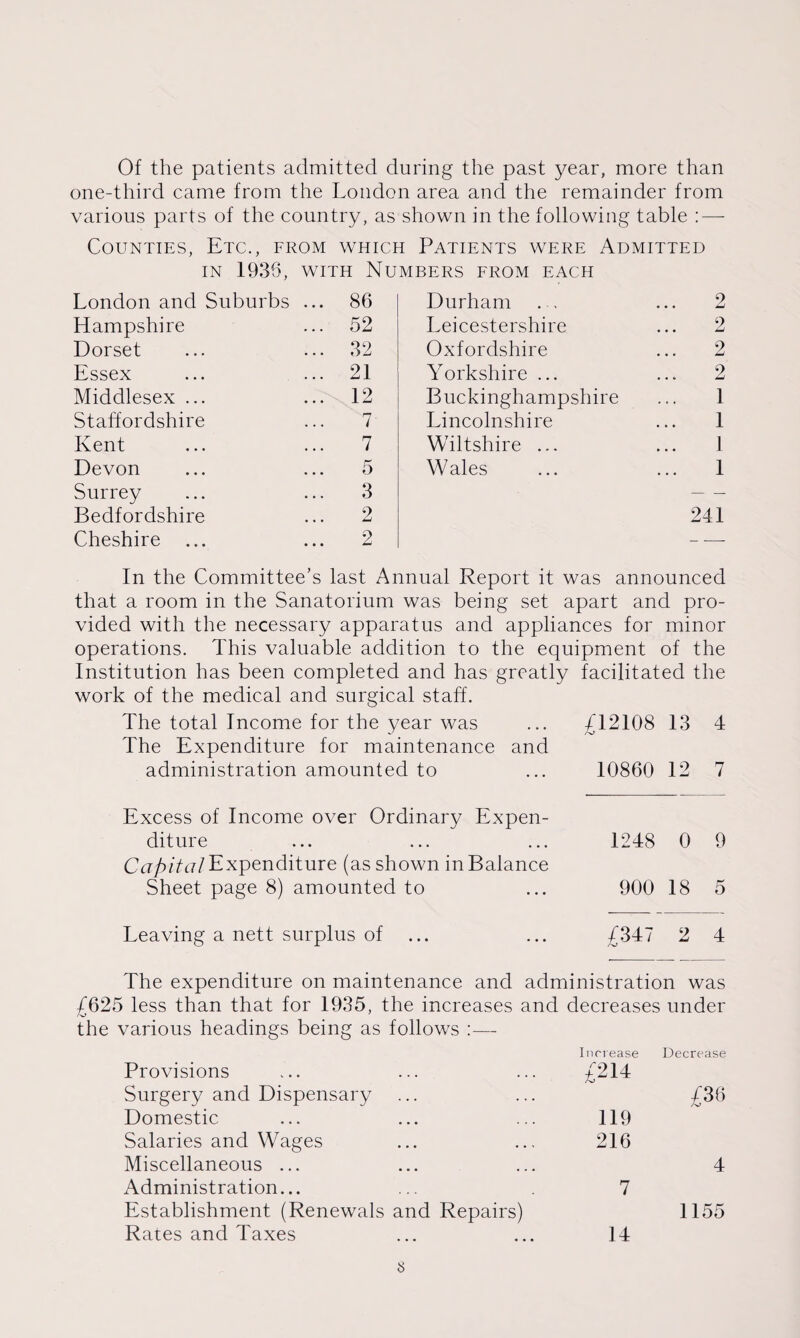 Of the patients admitted during the past year, more than
one-third came from the London area and the remainder from
various parts of the country, as shown in the following table :—
Counties, Etc., from which Patients were Admitted
in 1936, with Numbers from each
London and Suburbs ... 86
Hampshire ... 52
Dorset ... ... 32
Essex ... ... 21
Middlesex ... ... 12
Staffordshire ... 7
Kent ... ... 7
Devon ... ... 5
Surrey ... ... 3
Bedfordshire ... 2
Cheshire ... ... 2
Durham ... ... 2
Leicestershire ... 2
Oxfordshire ... 2
Yorkshire ... ... 2
Buckinghampshire ... 1
Lincolnshire ... 1
Wiltshire ... ... 1
Wales ... ... 1
241
In the Committee's last Annual Report it was announced
that a room in the Sanatorium was being set apart and pro-
vided with the necessary apparatus and appliances for minor
operations. This valuable addition to the equipment of the
Institution has been completed and has greatly facilitated the
work of the medical and surgical staff.
The total Income for the year was ... £12108 13 4
The Expenditure for maintenance and
administration amounted to ... 10860 12 7
Excess of Income over Ordinary Expen-
diture ... ... ... 1248 0 9
Capital Expenditure (as shown in Balance
Sheet page 8) amounted to ... 900 18 5
Leaving a nett surplus of ... ... £347 2 4
The expenditure on maintenance and administration was
£625 less than that for 1935, the increases and decreases under
the various headings being as follows :—
Increase Decrease
Provisions ... ... ... £214
Surgery and Dispensary ... ... £36
Domestic ... ... ... 119
Salaries and Wages ... ... 216
Miscellaneous ... ... ... 4
Administration... ... . 7
Establishment (Renewals and Repairs) 1155
Rates and Taxes ... ... 14
8